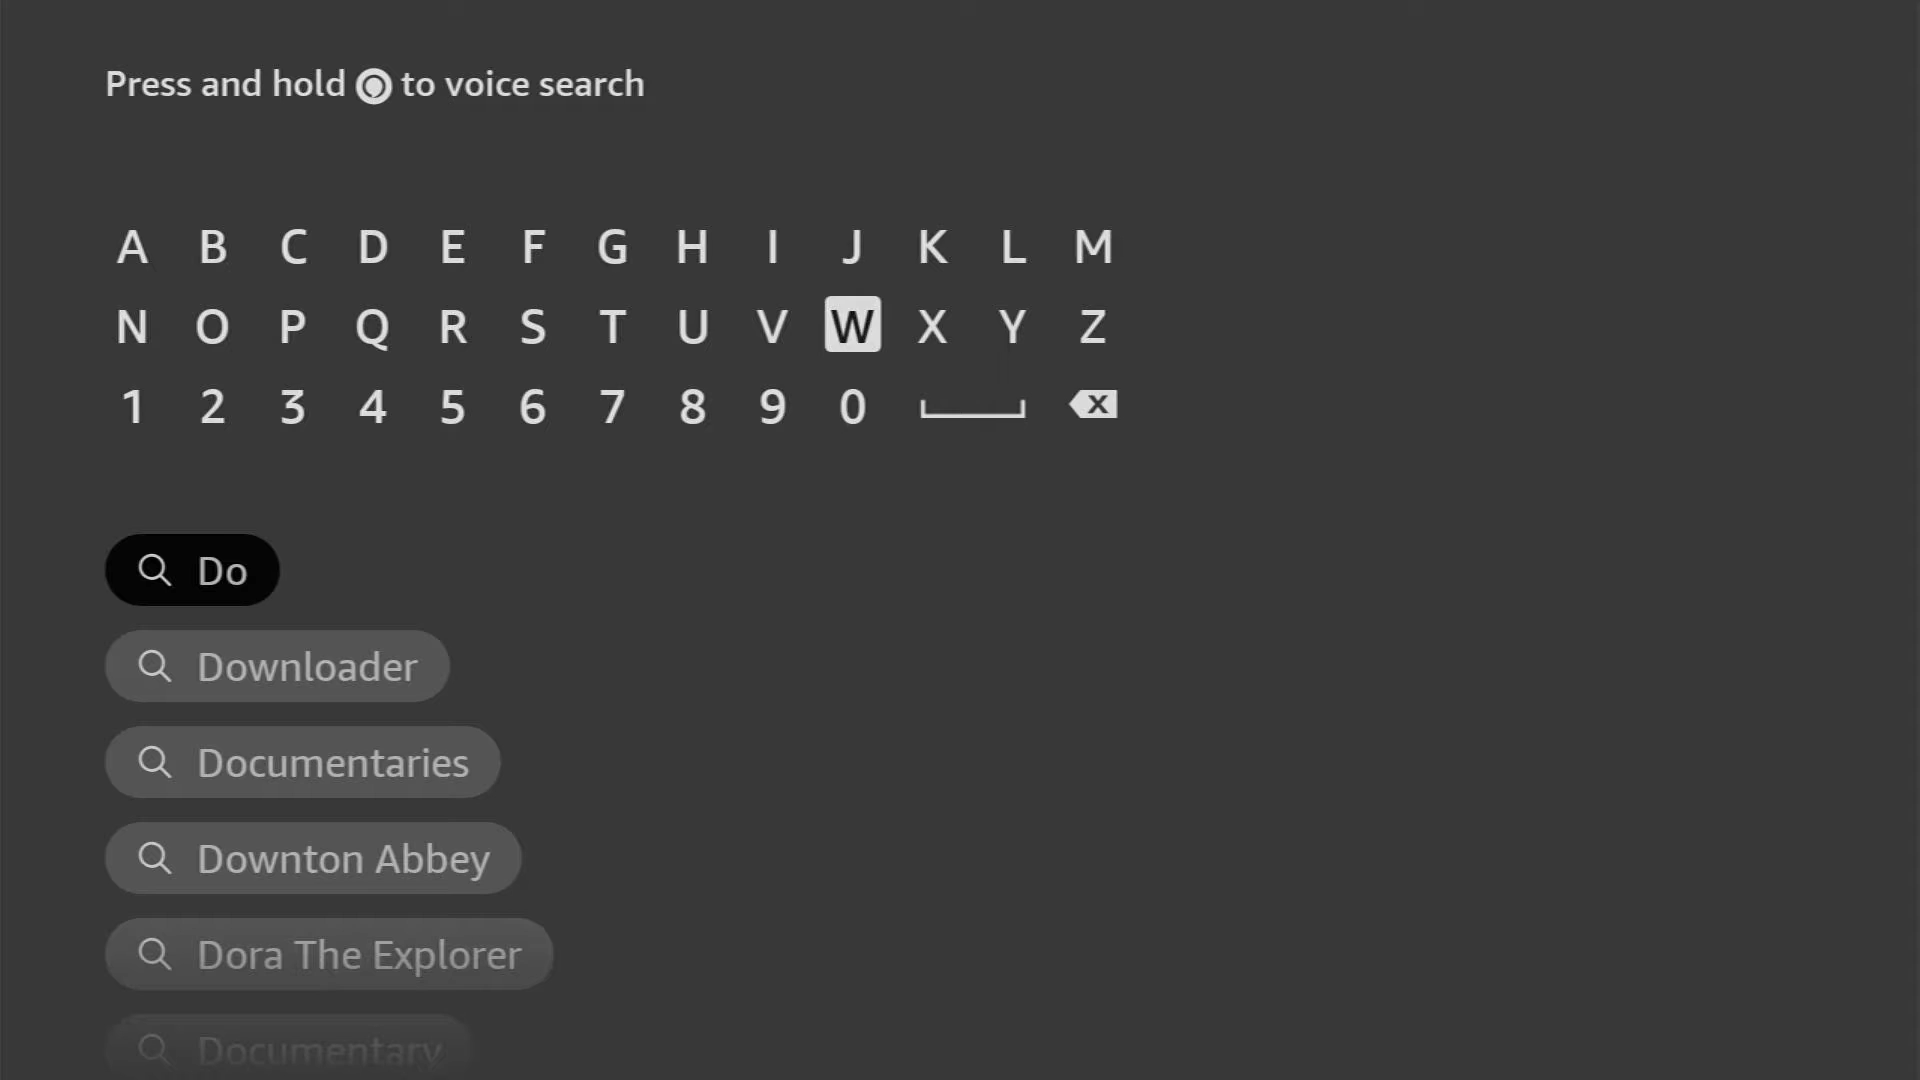 Press and hold to voice search
A B C D E F G H I J K L M
N O P Q R S T U V W X Y Z
1 2 3 4 5 6 7 8 9 0
Do
Downloader
Documentaries
Downton Abbey
Dora The Explorer
Documentary